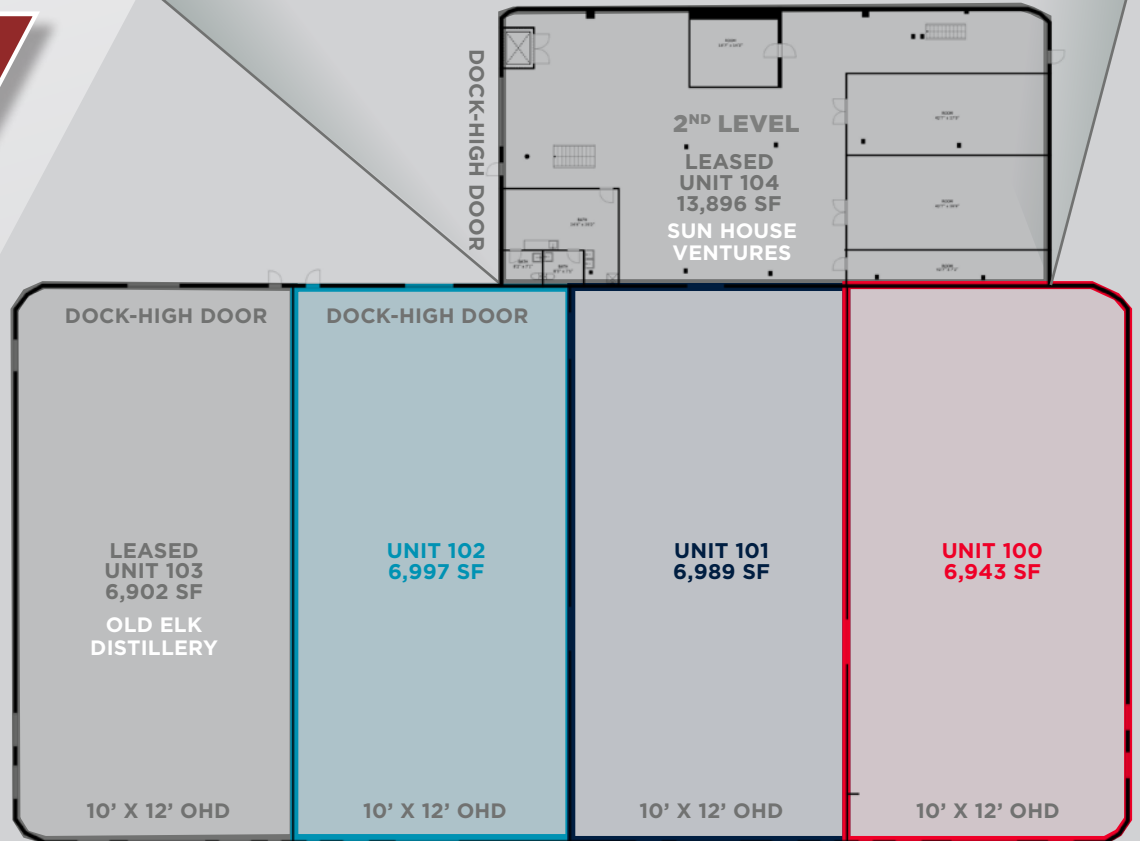 DOCK-HIGH DOOR
2ND LEVEL
LEASED
UNIT 104
13,896 SF
SUN HOUSE
VENTURES
DOCK-HIGH DOOR
DOCK-HIGH DOOR
LEASED
UNIT 103
6,902 SF
OLD ELK
DISTILLERY
UNIT 102
6,997 SF
UNIT 101
6,989 SF
UNIT 100
6,943 SF
10’ X 12’ OHD
10’ X 12’ OHD
10’ X 12’ OHD
10’ X 12’ OHD